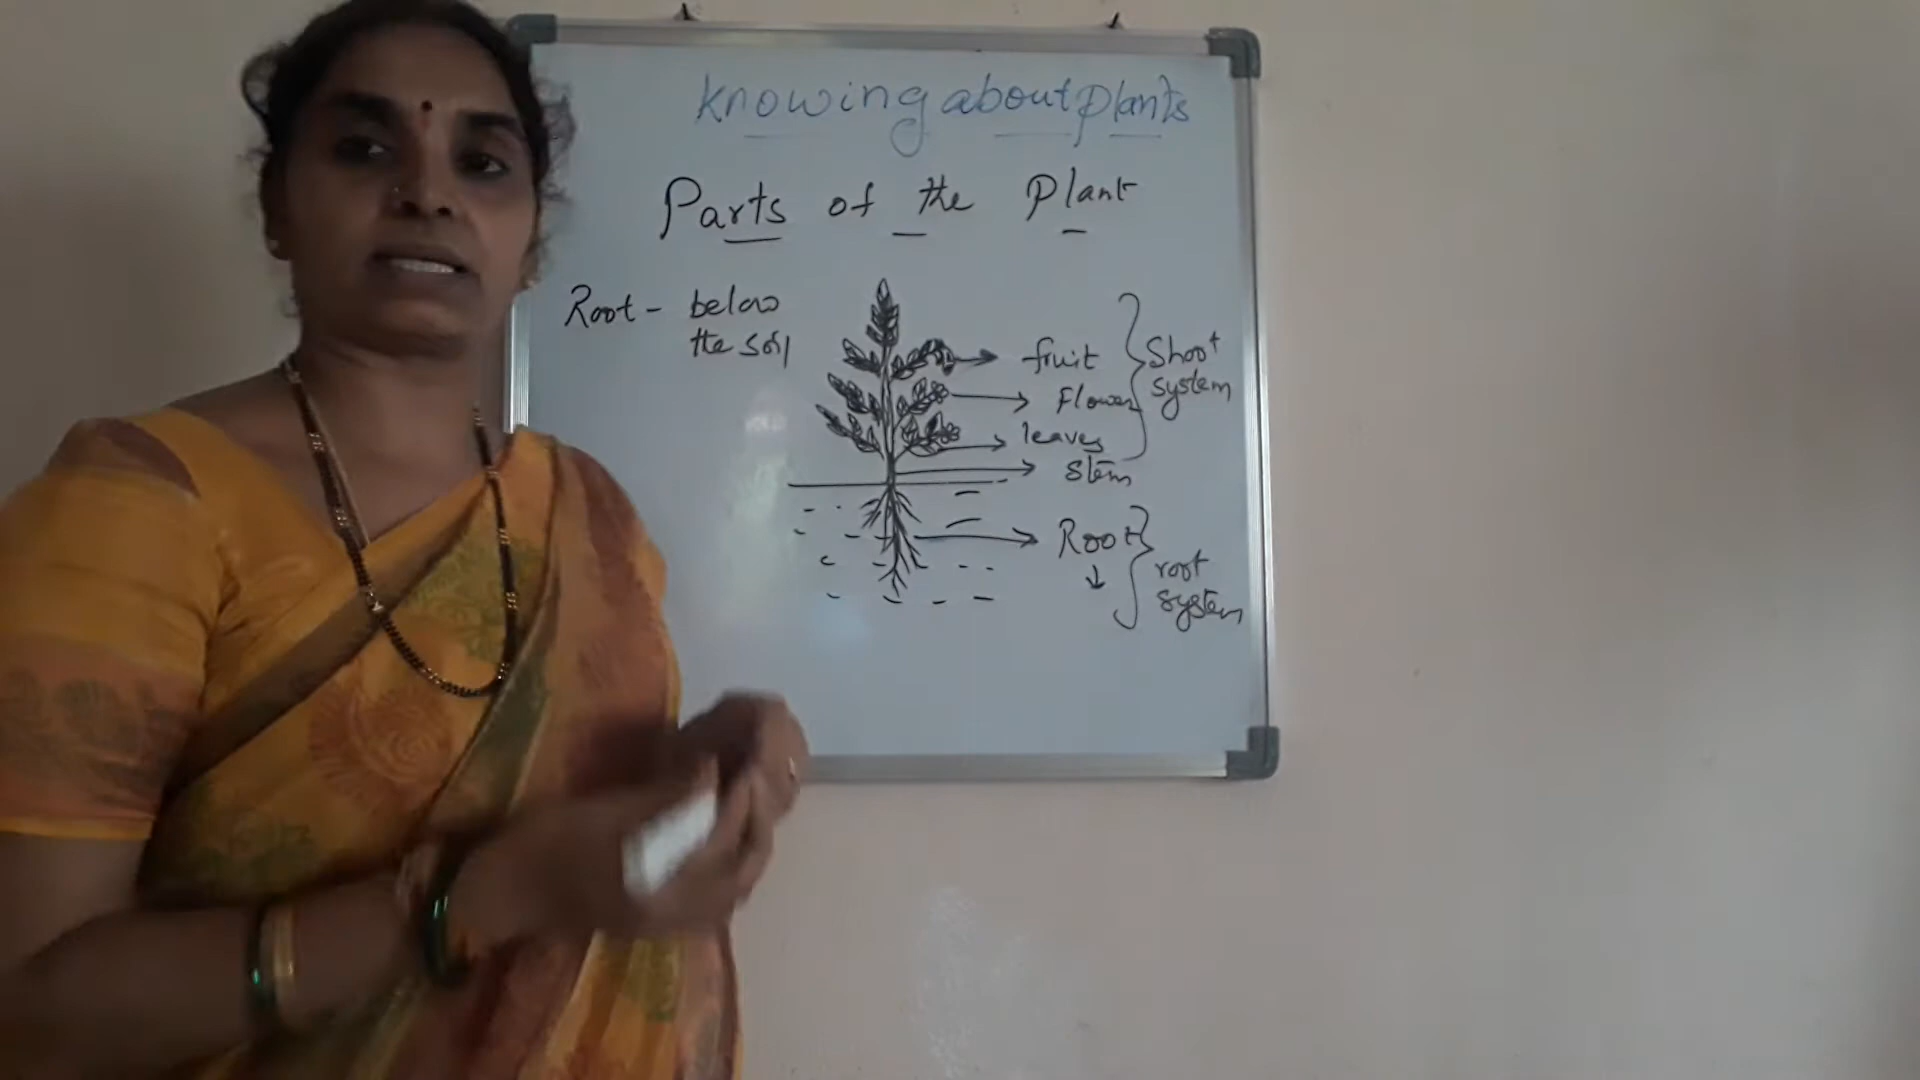 Knowing about plants
Parts of the Plant
Root - below
the soil
fruit
Flower
leaves
stem
Shoot
system
Root
root
system